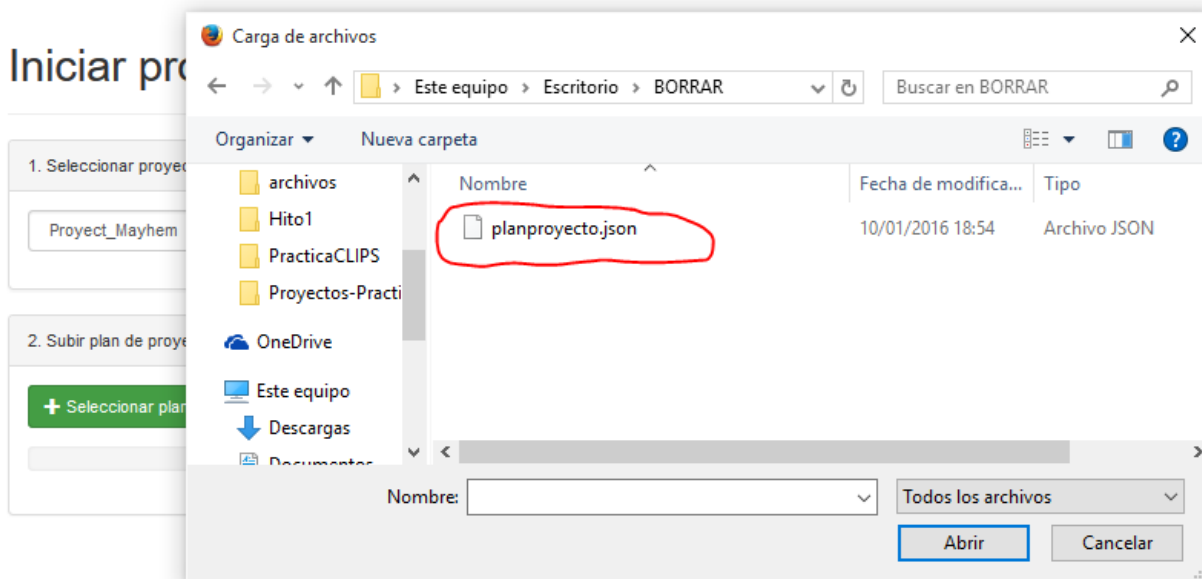 Carga de archivos
Iniciar pro
Este equipo > Escritorio > BORRAR
Buscar en BORRAR
Organizar
Nueva carpeta
1. Seleccionar proyec
Proyect_Mayhem
2. Subir plan de proye
+ Seleccionar plan
archivos
Hito1
PracticaCLIPS
Proyectos-Practi
OneDrive
Este equipo
Descargas
Documentos
Nombre
Fecha de modifica...
Tipo
planproyecto.json
10/01/2016 18:54
Archivo JSON
Nombre:
Todos los archivos
Abrir
Cancelar